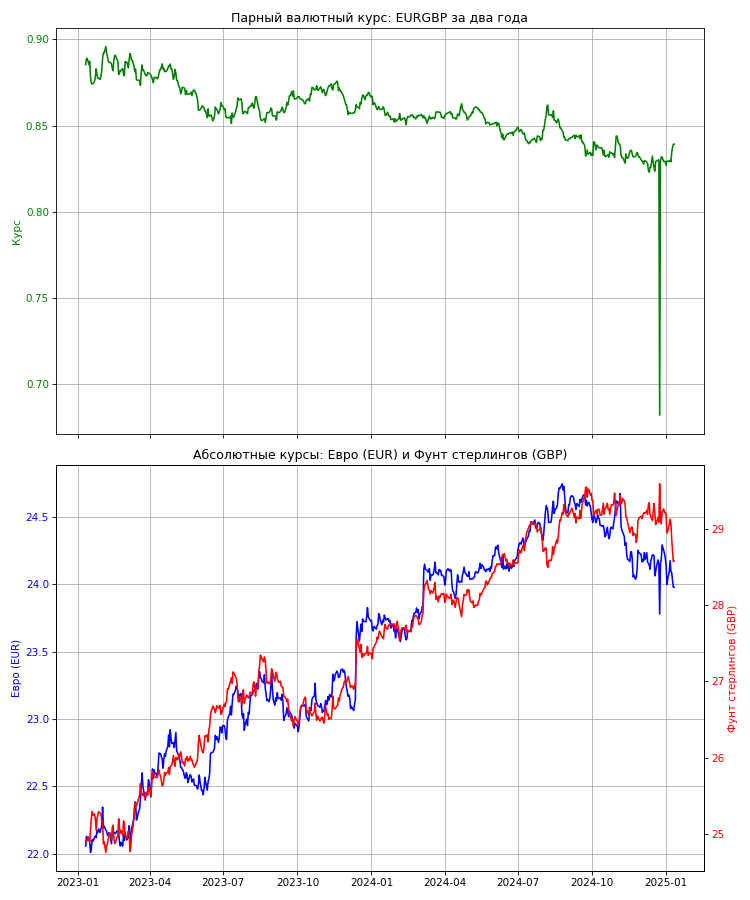 Парный валютный курс: EURGBP за два года
0.90
0.85
0.80
0.75
0.70
Курс
Абсолютные курсы: Евро (EUR) и Фунт стерлингов (GBP)
24.5
24.0
23.5
23.0
22.5
22.0
Евро (EUR)
29
28
27
26
25
Фунт стерлингов (GBP)
2023-01 2023-04 2023-07 2023-10 2024-01 2024-04 2024-07 2024-10 2025-01